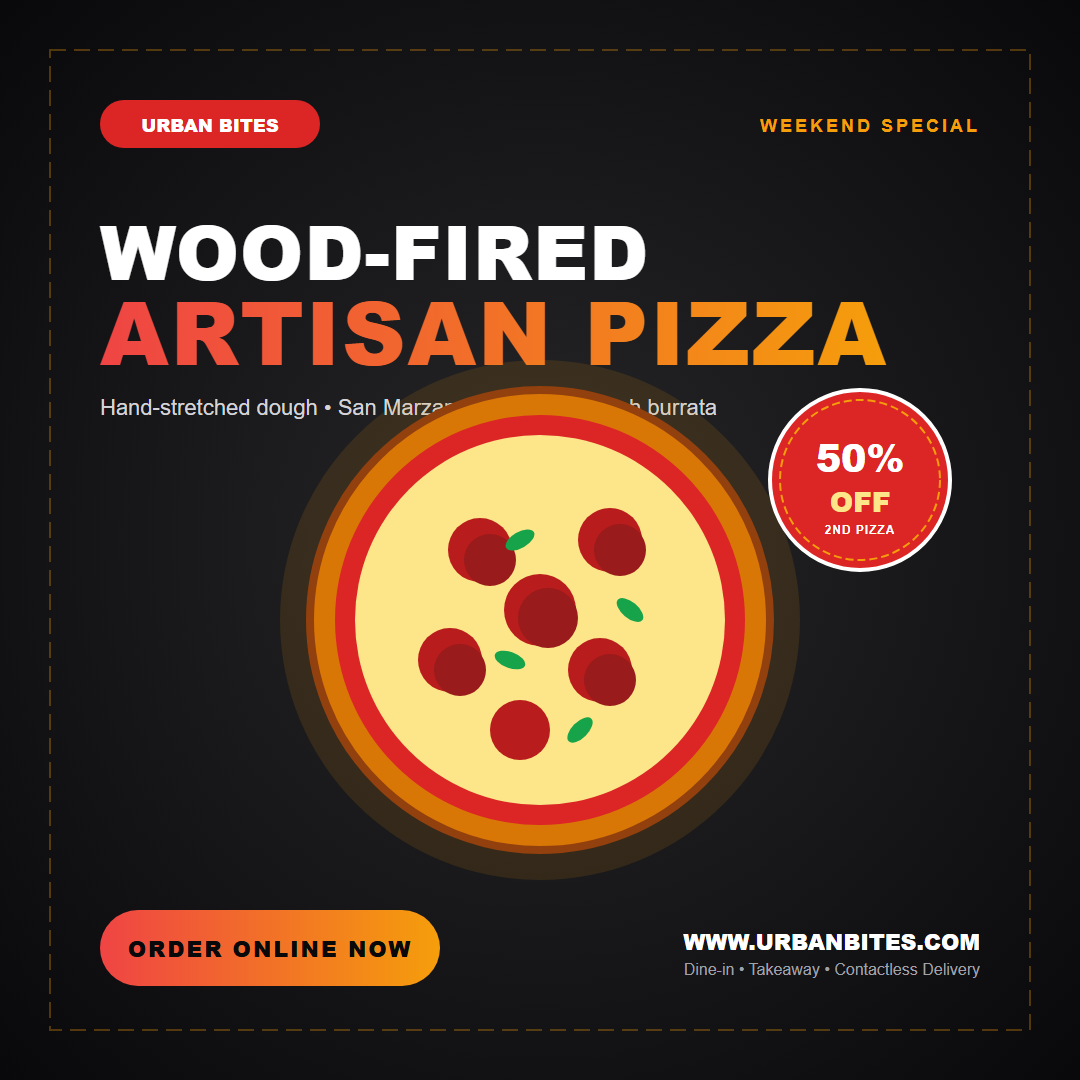 URBAN BITES
WEEKEND SPECIAL
WOOD-FIRED
ARTISAN PIZZA
Hand-stretched dough • San burrata
50%
OFF
2ND PIZZA
ORDER ONLINE NOW
WWW.URBANBITES.COM
Dine-in • Takeaway • Contactless Delivery